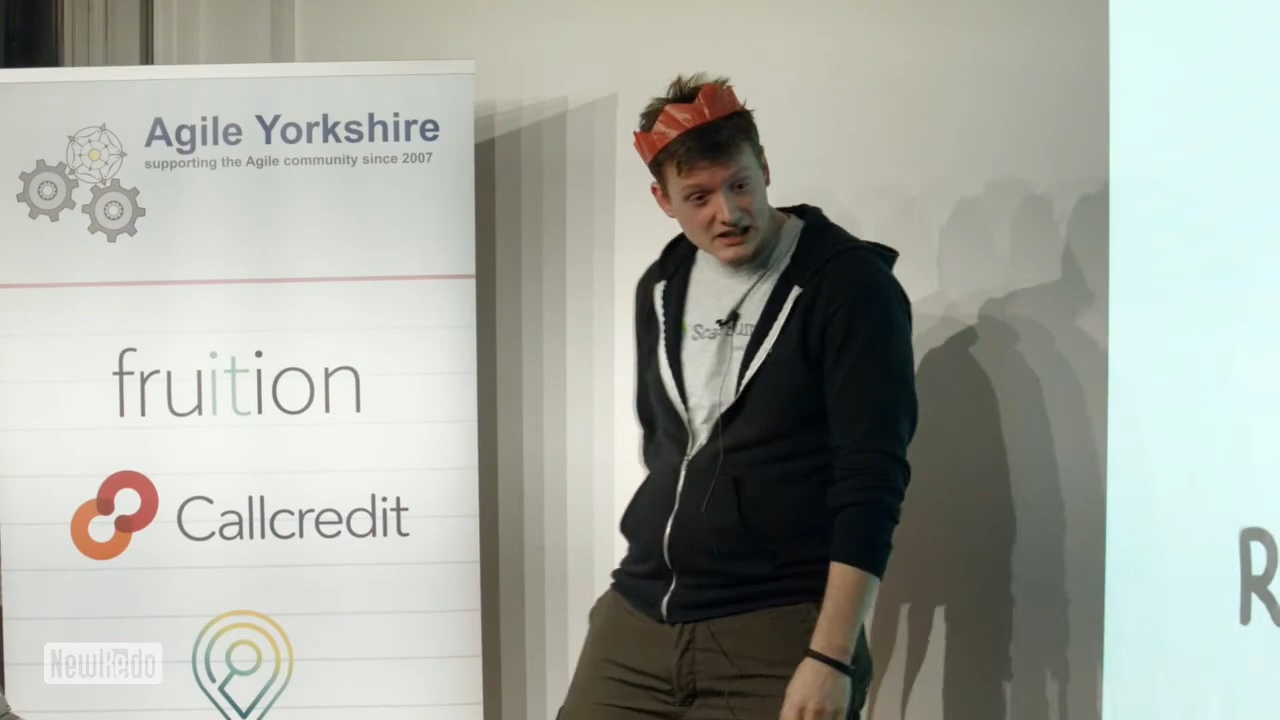 Agile Yorkshire
supporting the Agile community since 2007
fruition
Callcredit
NewRedo
R